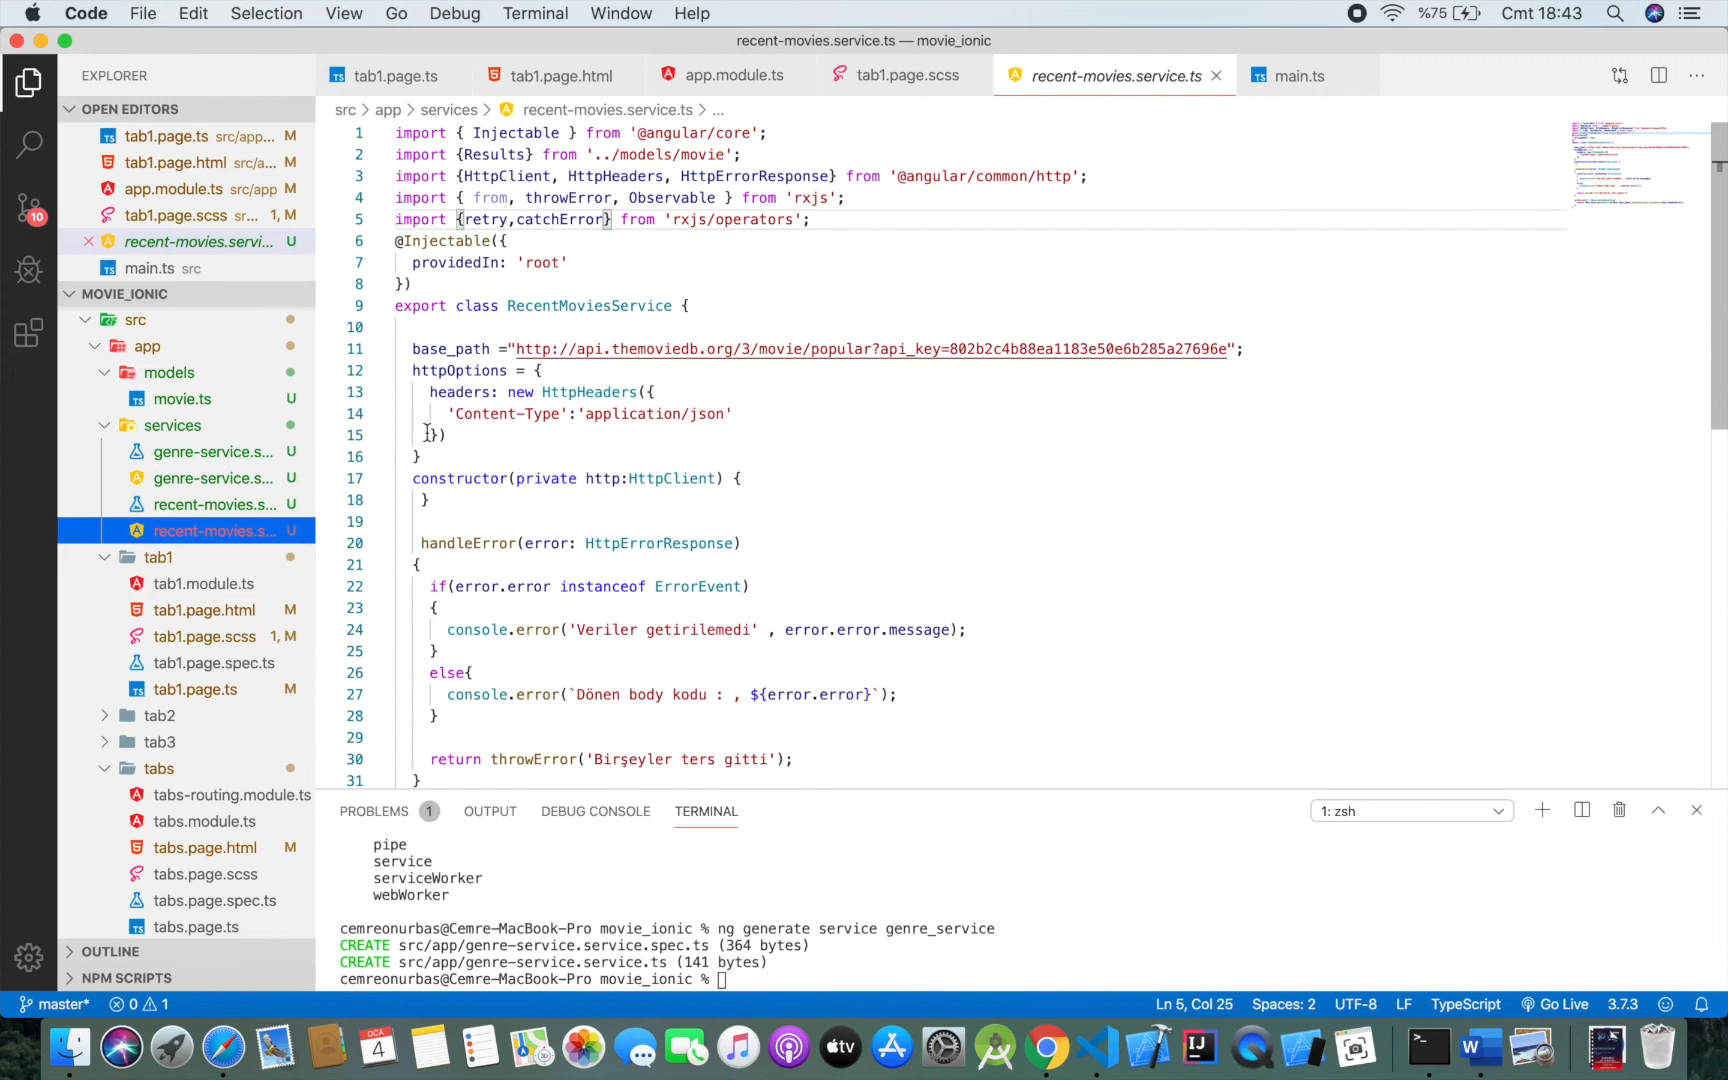 Code File Edit Selection View Go Debug Terminal Window Help %75 Cmt 18:43
recent-movies.service.ts — movie_ionic
EXPLORER
OPEN EDITORS
tab1.page.ts src/app... M
tab1.page.html src/a... M
app.module.ts src/app M
tab1.page.scss sr... 1, M
recent-movies.servi... U
main.ts src
MOVIE_IONIC
src
app
models
movie.ts U
services
genre-service.s... U
genre-service.s... U
recent-movies.s... U
recent-movies.s... U
tab1
tab1.module.ts
tab1.page.html M
tab1.page.scss 1, M
tab1.page.spec.ts
tab1.page.ts M
tab2
tab3
tabs
tabs-routing.module.ts
tabs.module.ts
tabs.page.html M
tabs.page.scss
tabs.page.spec.ts
tabs.page.ts
OUTLINE
NPM SCRIPTS
10
tab1.page.ts tab1.page.html app.module.ts tab1.page.scss recent-movies.service.ts main.ts
src > app > services > recent-movies.service.ts > ...
1 import { Injectable } from '@angular/core';
2 import {Results} from '../models/movie';
3 import {HttpClient, HttpHeaders, HttpErrorResponse} from '@angular/common/http';
4 import { from, throwError, Observable } from 'rxjs';
5 import {retry,catchError} from 'rxjs/operators';
6 @Injectable({
7 providedIn: 'root'
8 })
9 export class RecentMoviesService {
10
11 base_path ="http://api.themoviedb.org/3/movie/popular?api_key=802b2c4b88ea1183e50e6b285a27696e";
12 httpOptions = {
13 headers: new HttpHeaders({
14 'Content-Type':'application/json'
15 })
16 }
17 constructor(private http:HttpClient) {
18 }
19
20 handleError(error: HttpErrorResponse)
21 {
22 if(error.error instanceof ErrorEvent)
23 {
24 console.error('Veriler getirilemedi' , error.error.message);
25 }
26 else{
27 console.error(`Dönen body kodu : , ${error.error}`);
28 }
29
30 return throwError('Birşeyler ters gitti');
31 }
PROBLEMS 1 OUTPUT DEBUG CONSOLE TERMINAL 1: zsh
pipe
service
serviceWorker
webWorker
cemreonurbas@Cemre-MacBook-Pro movie_ionic % ng generate service genre_service
CREATE src/app/genre-service.service.spec.ts (364 bytes)
CREATE src/app/genre-service.service.ts (141 bytes)
cemreonurbas@Cemre-MacBook-Pro movie_ionic %
master* 0 1 Ln 5, Col 25 Spaces: 2 UTF-8 LF TypeScript Go Live 3.7.3
OCA
4
3D
tv
IJ
W